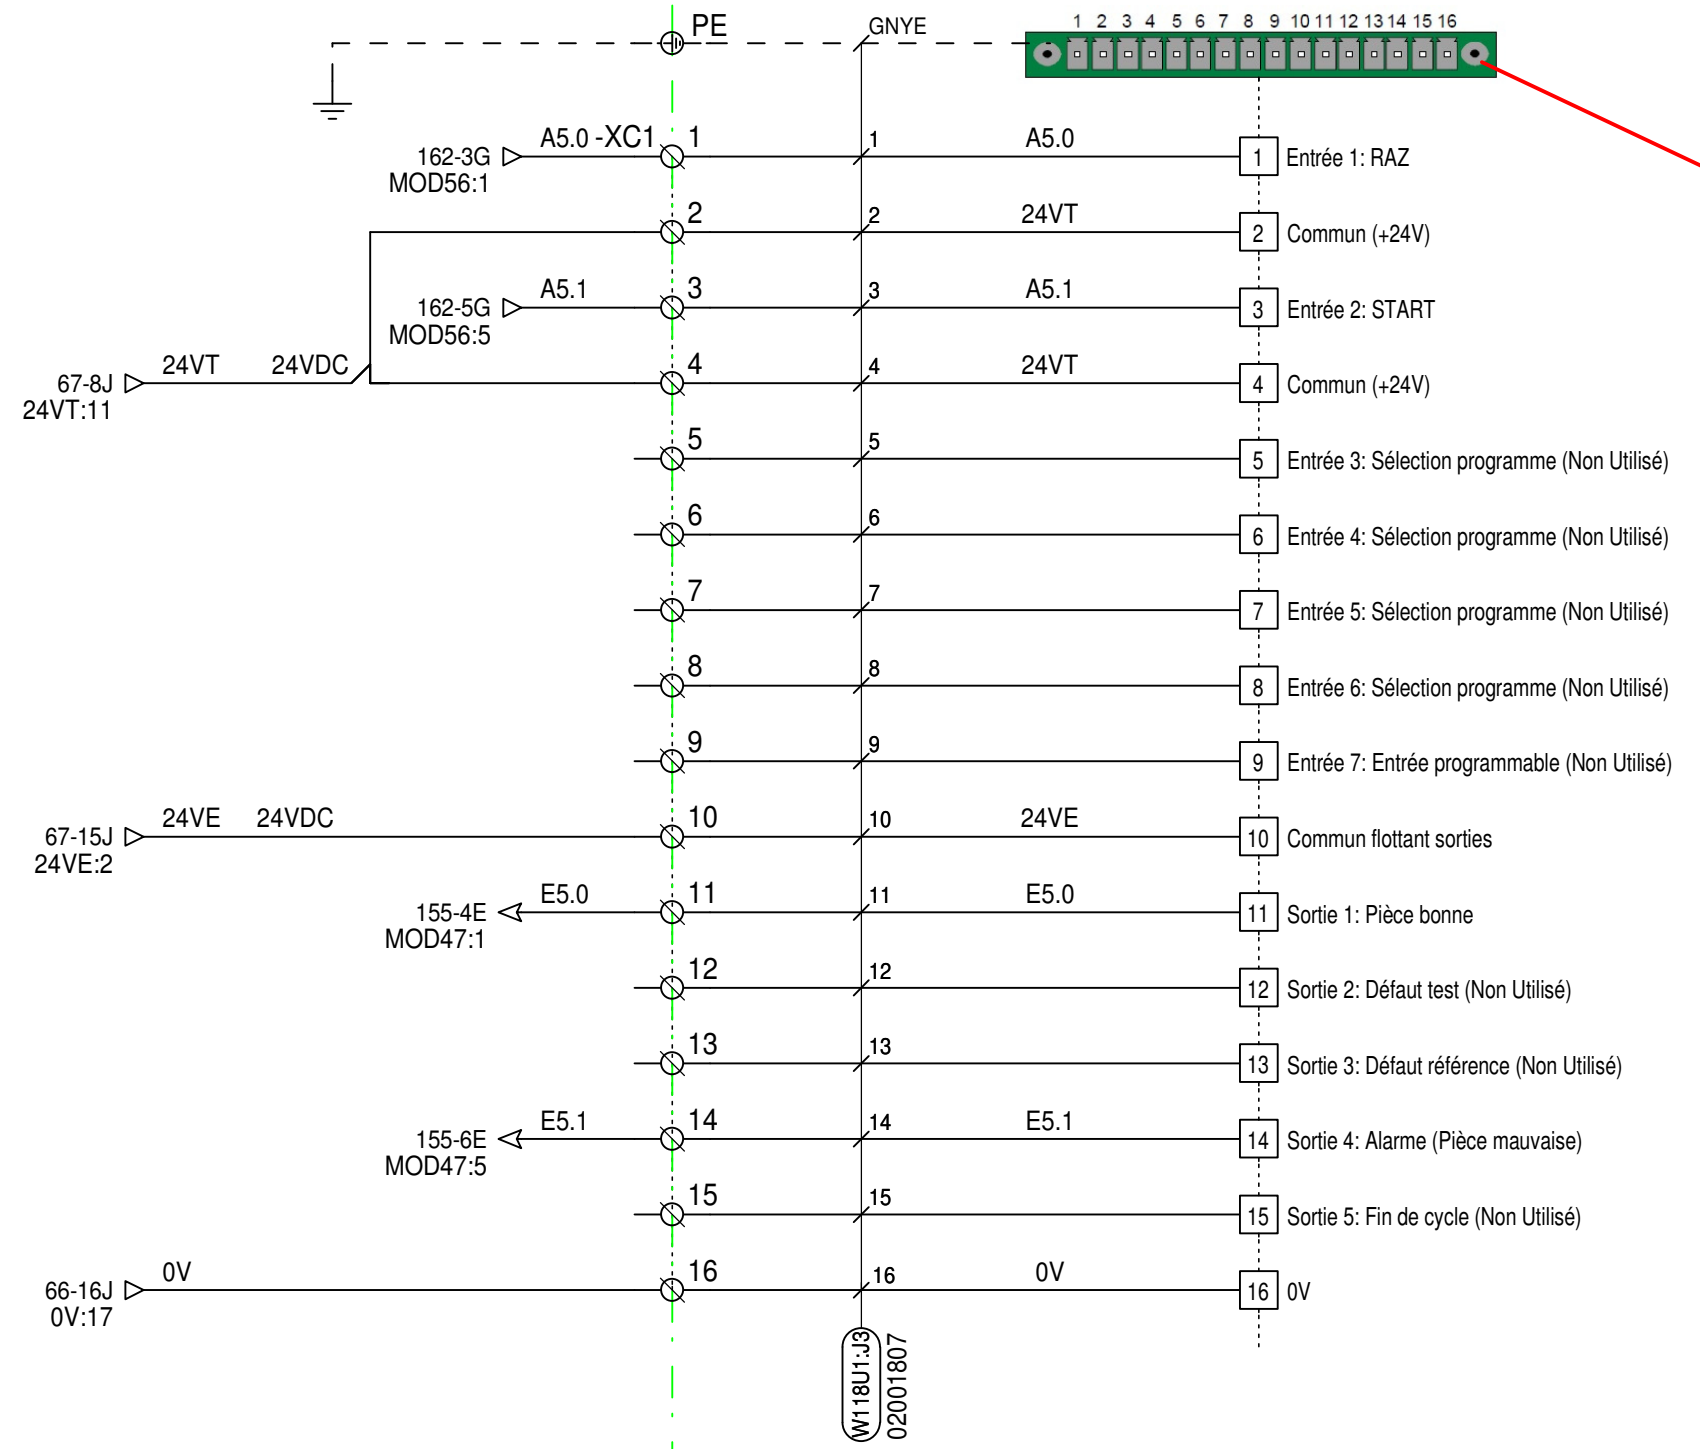 PE
GNYE
1 2 3 4 5 6 7 8 9 10 11 12 13 14 15 16
A5.0 -XC1 1 1 A5.0
162-3G 1 Entrée 1: RAZ
MOD56:1
2 2 24VT
2 Commun (+24V)
A5.1 3 3 A5.1
162-5G 3 Entrée 2: START
MOD56:5
24VT 24VDC 4 4 24VT
67-8J 4 Commun (+24V)
24VT:11
5 5
5 Entrée 3: Sélection programme (Non Utilisé)
6 6
6 Entrée 4: Sélection programme (Non Utilisé)
7 7
7 Entrée 5: Sélection programme (Non Utilisé)
8 8
8 Entrée 6: Sélection programme (Non Utilisé)
9 9
9 Entrée 7: Entrée programmable (Non Utilisé)
24VE 24VDC 10 10 24VE
67-15J 10 Commun flottant sorties
24VE:2
E5.0 11 11 E5.0
155-4E 11 Sortie 1: Pièce bonne
MOD47:1
12 12
12 Sortie 2: Défaut test (Non Utilisé)
13 13
13 Sortie 3: Défaut référence (Non Utilisé)
E5.1 14 14 E5.1
155-6E 14 Sortie 4: Alarme (Pièce mauvaise)
MOD47:5
15 15
15 Sortie 5: Fin de cycle (Non Utilisé)
0V 16 16 0V
66-16J 16 0V
0V:17
W118U1:J3
02001807